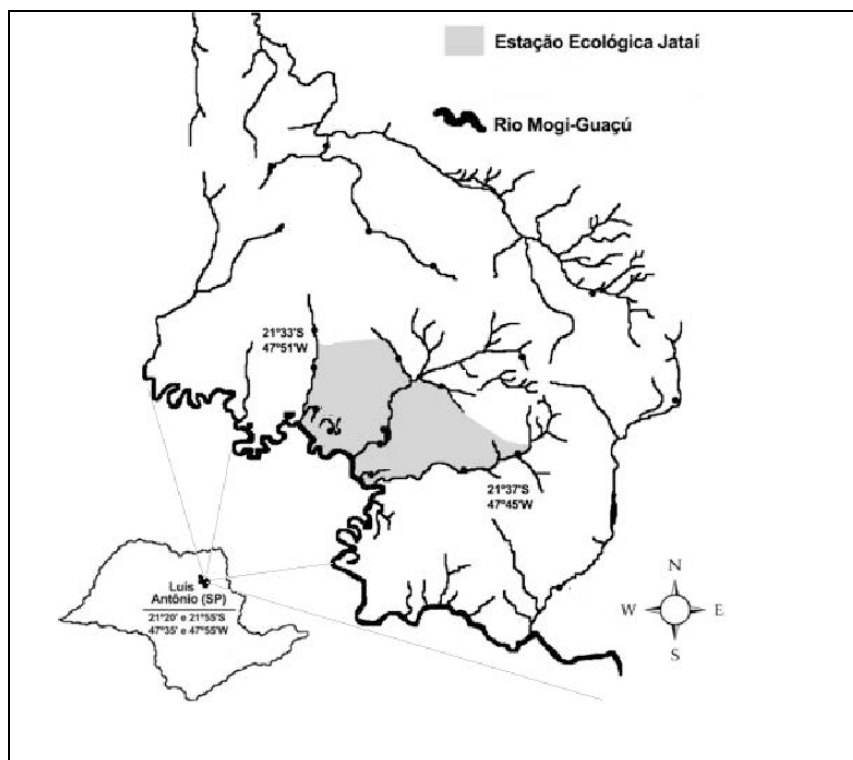 Estação Ecológica Jataí
Rio Mogi-Guaçú
21°33'S
47°51'W
21°37'S
47°45'W
Luis
Antônio (SP)
21°20' e 21°55'S
47°35' e 47°55'W
N
W
E
S